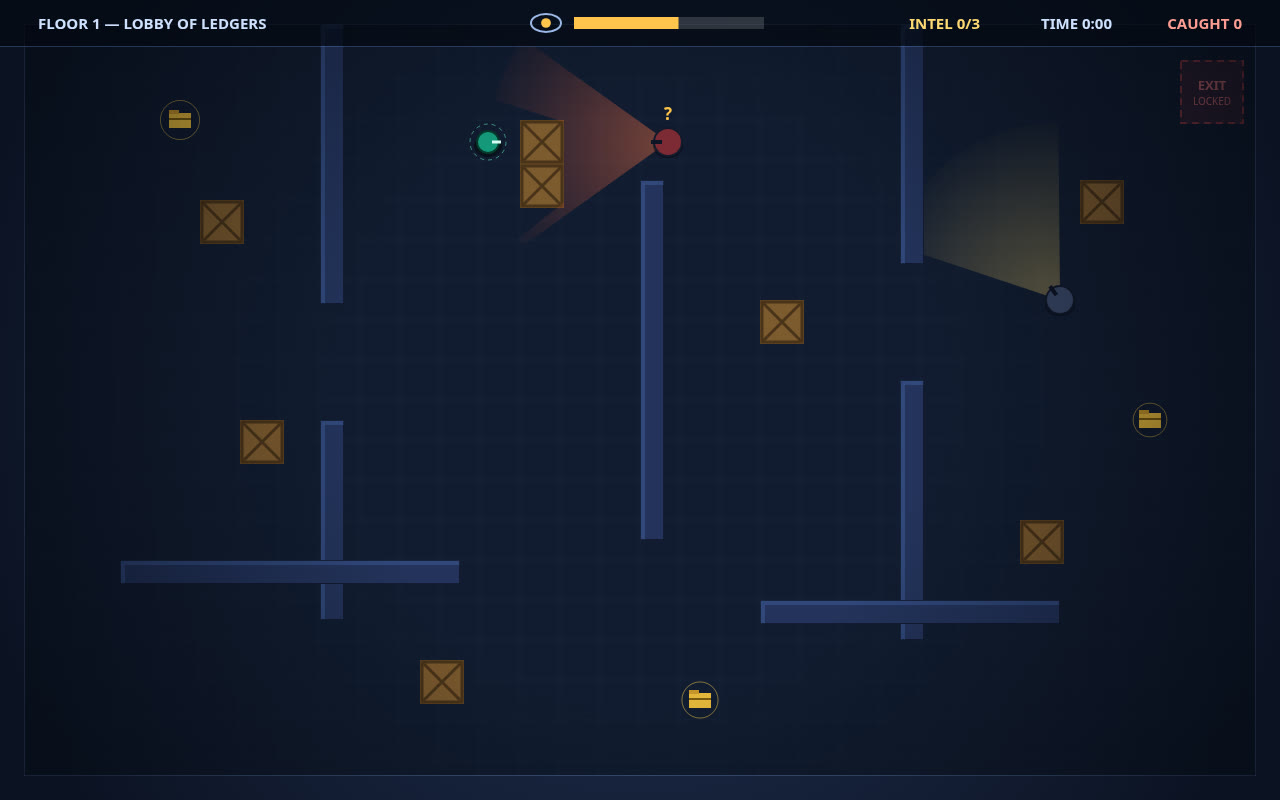 FLOOR 1 — LOBBY OF LEDGERS
INTEL 0/3
TIME 0:00
CAUGHT 0
EXIT
LOCKED
?